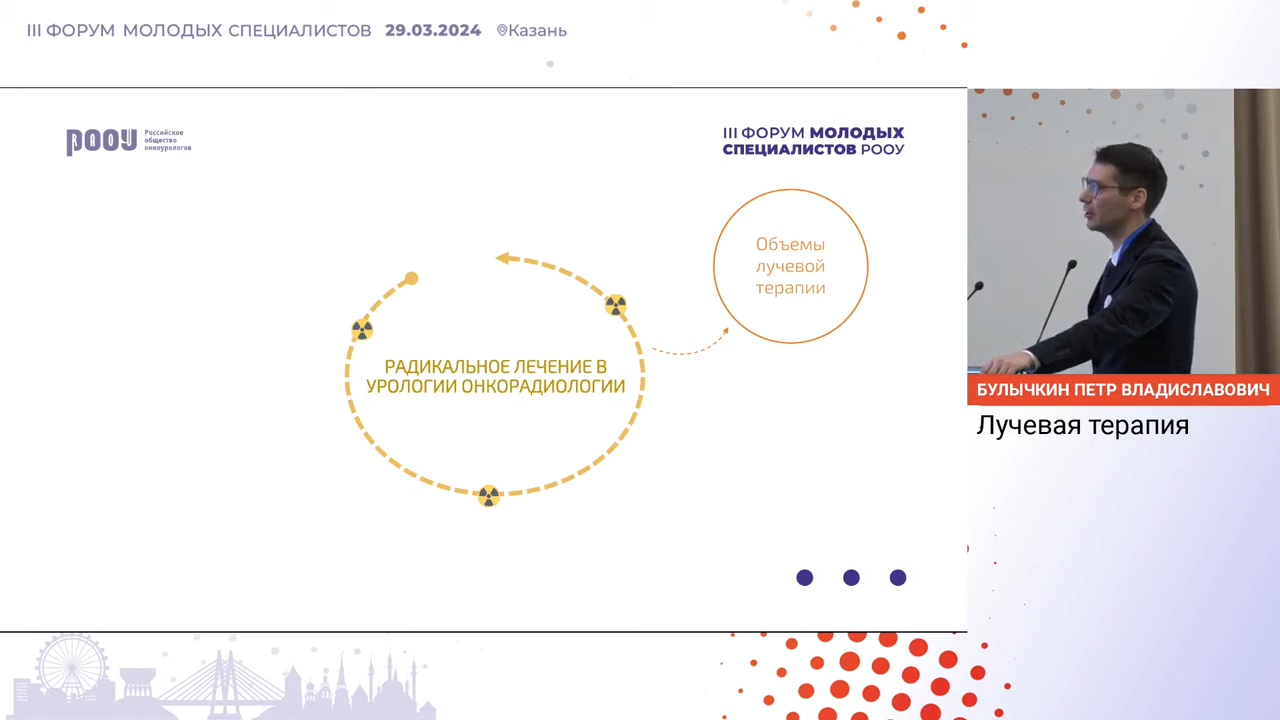 III ФОРУМ МОЛОДЫХ СПЕЦИАЛИСТОВ 29.03.2024 Казань
РООУ
Российское
общество
онкоурологов
III ФОРУМ МОЛОДЫХ
СПЕЦИАЛИСТОВ РООУ
Объемы
лучевой
терапии
РАДИКАЛЬНОЕ ЛЕЧЕНИЕ В
УРОЛОГИИ ОНКОРАДИОЛОГИИ
БУЛЫЧКИН ПЕТР ВЛАДИСЛАВОВИЧ
Лучевая терапия